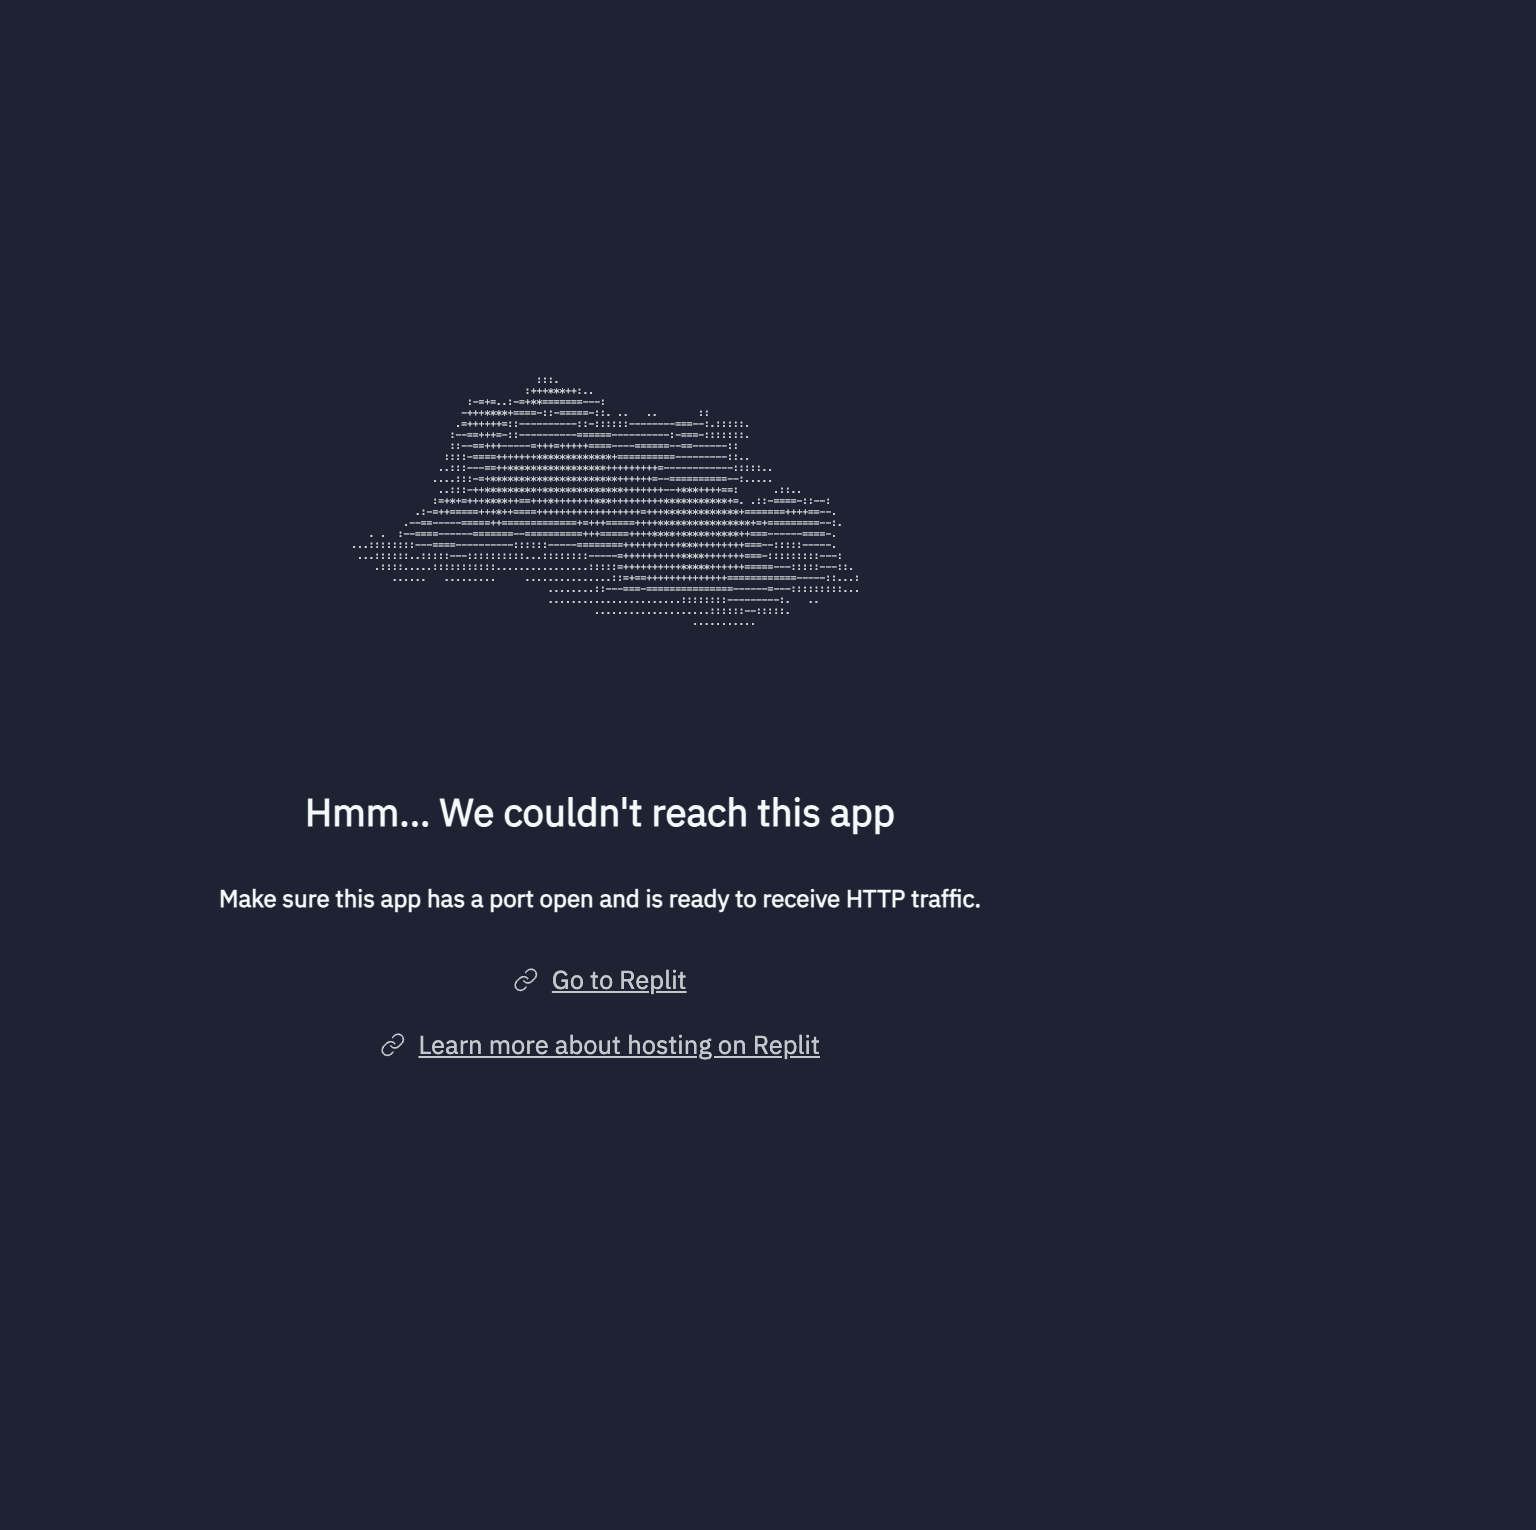 Hmm... We couldn't reach this app
Make sure this app has a port open and is ready to receive HTTP traffic.
Go to Replit
Learn more about hosting on Replit